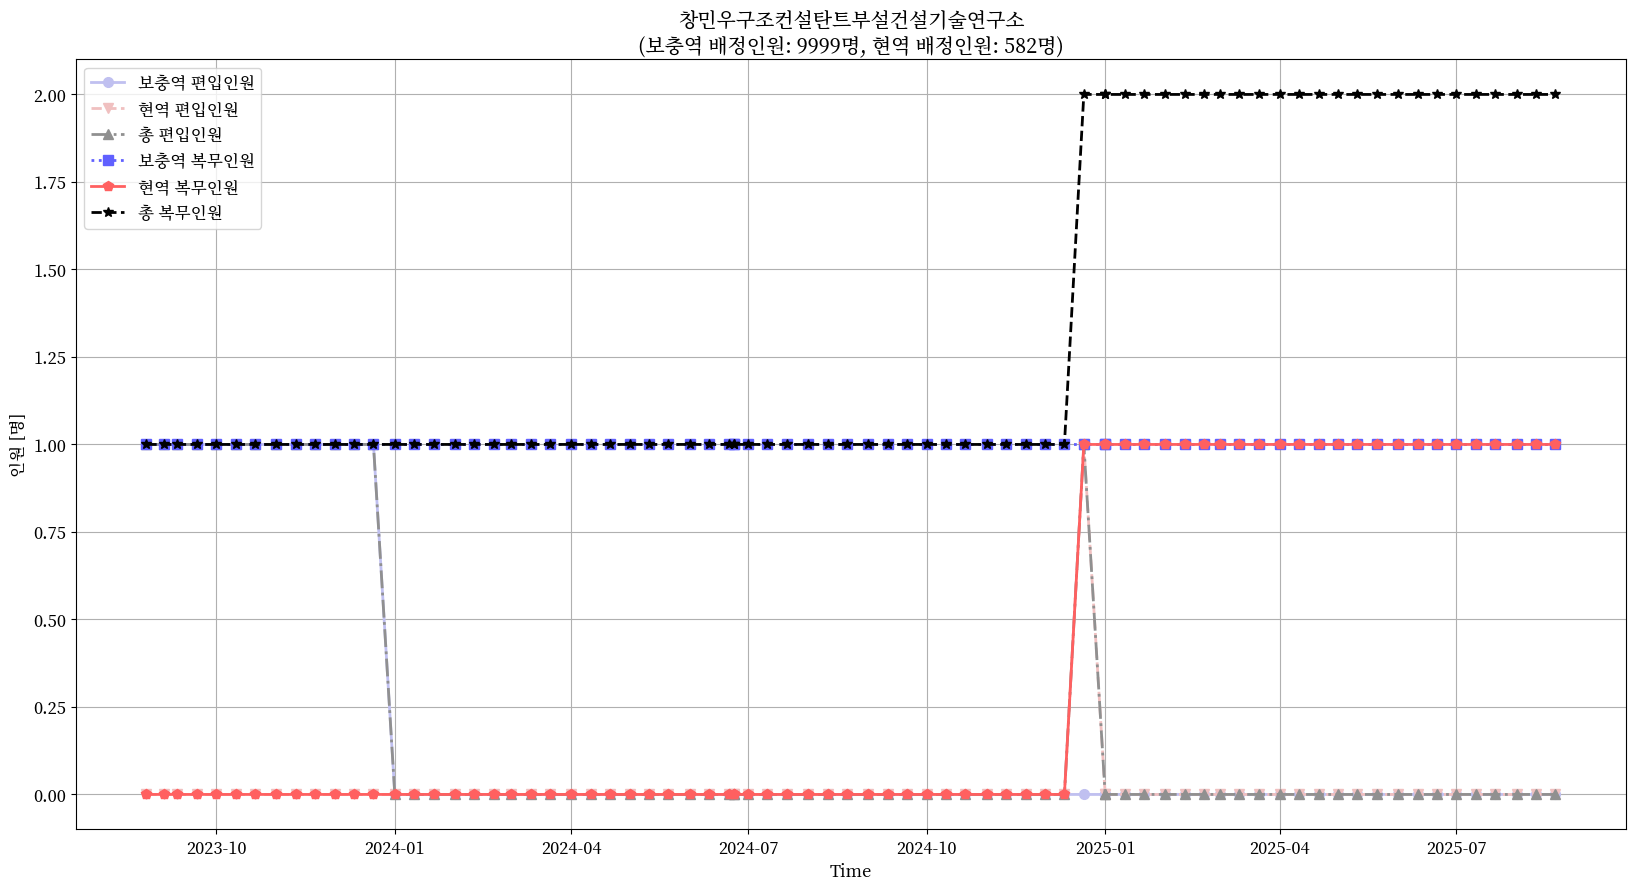 창민우구조컨설탄트부설건설기술연구소
(보충역 배정인원: 9999명, 현역 배정인원: 582명)
보충역 편입인원
현역 편입인원
총 편입인원
보충역 복무인원
현역 복무인원
총 복무인원
2.00
1.75
1.50
1.25
1.00
0.75
0.50
0.25
0.00
인원 [명]
2023-10
2024-01
2024-04
2024-07
2024-10
2025-01
2025-04
2025-07
Time